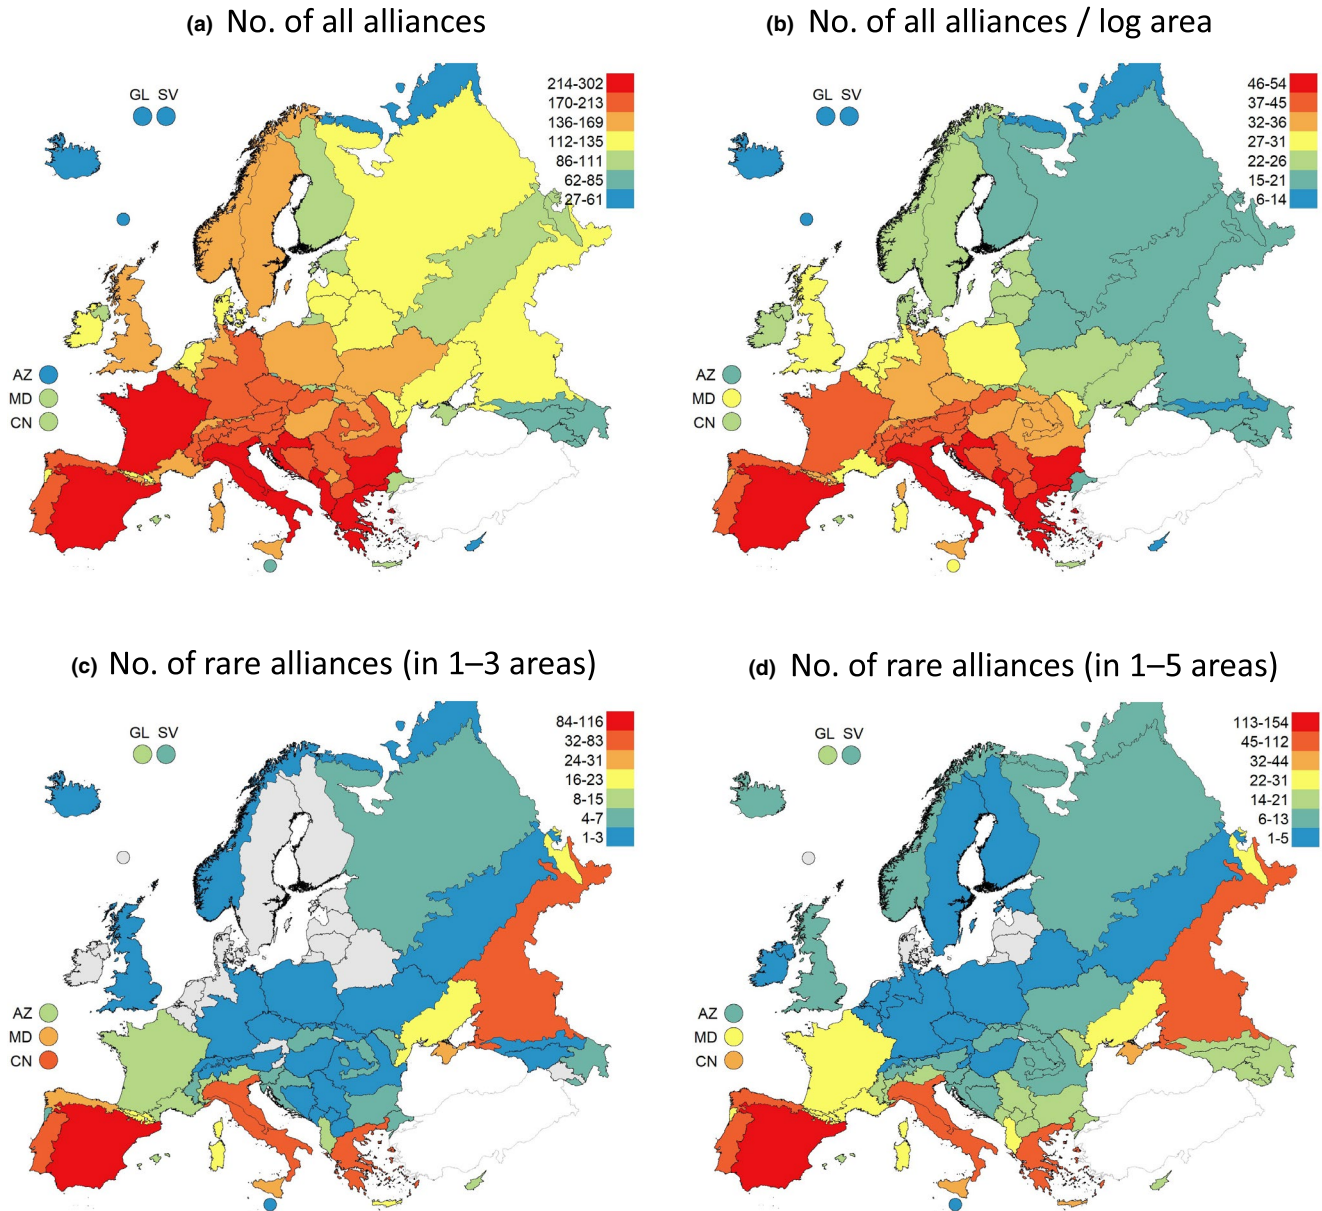 (a) No. of all alliances
GL SV
214-302
170-213
136-169
112-135
86-111
62-85
27-61
AZ
MD
CN
(b) No. of all alliances / log area
GL SV
46-54
37-45
32-36
27-31
22-26
15-21
6-14
AZ
MD
CN
(c) No. of rare alliances (in 1–3 areas)
GL SV
84-116
32-83
24-31
16-23
8-15
4-7
1-3
AZ
MD
CN
(d) No. of rare alliances (in 1–5 areas)
GL SV
113-154
45-112
32-44
22-31
14-21
6-13
1-5
AZ
MD
CN